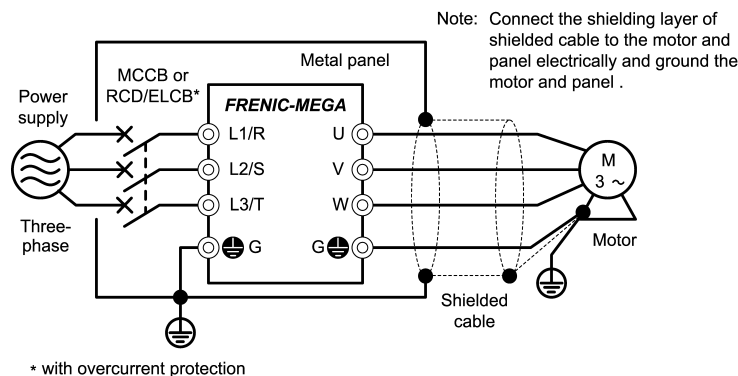 Note: Connect the shielding layer of
shielded cable to the motor and
panel electrically and ground the
motor and panel .
Metal panel
MCCB or
RCD/ELCB*
Power
supply
FRENIC-MEGA
L1/R
U
L2/S
V
L3/T
W
G
G
M
3 ~
Three-
phase
Motor
Shielded
cable
* with overcurrent protection